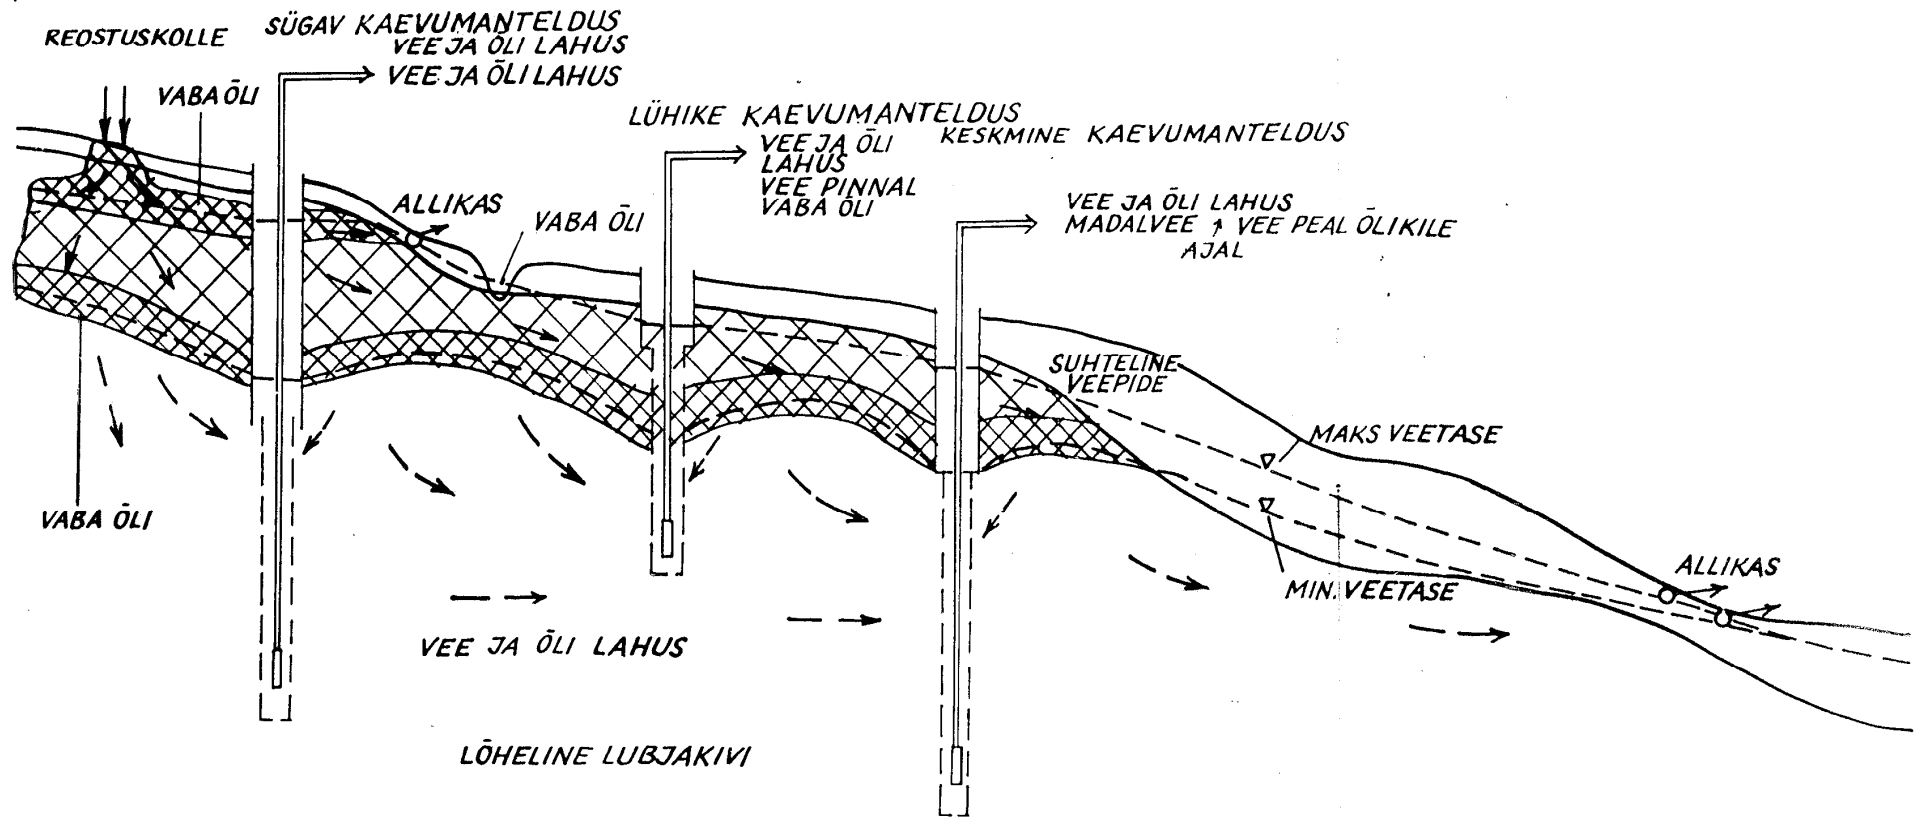 REOSTUSKOLLE
SÜGAV KAEVUMANTELDUS
VEE JA ÕLI LAHUS
VEE JA ÕLI LAHUS
VABA ÕLI
LÜHIKE KAEVUMANTELDUS
VEE JA ÕLI
LAHUS
VEE PINNAL
VABA ÕLI
KESKMINE KAEVUMANTELDUS
VEE JA ÕLI LAHUS
MADALVEE ↑ VEE PEAL ÕLIKILE
AJAL
ALLIKAS
VABA ÕLI
SUHTELINE
VEEPIDE
MAKS VEETASE
VABA ÕLI
MIN. VEETASE
ALLIKAS
VEE JA ÕLI LAHUS
LÕHELINE LUBJAKIVI